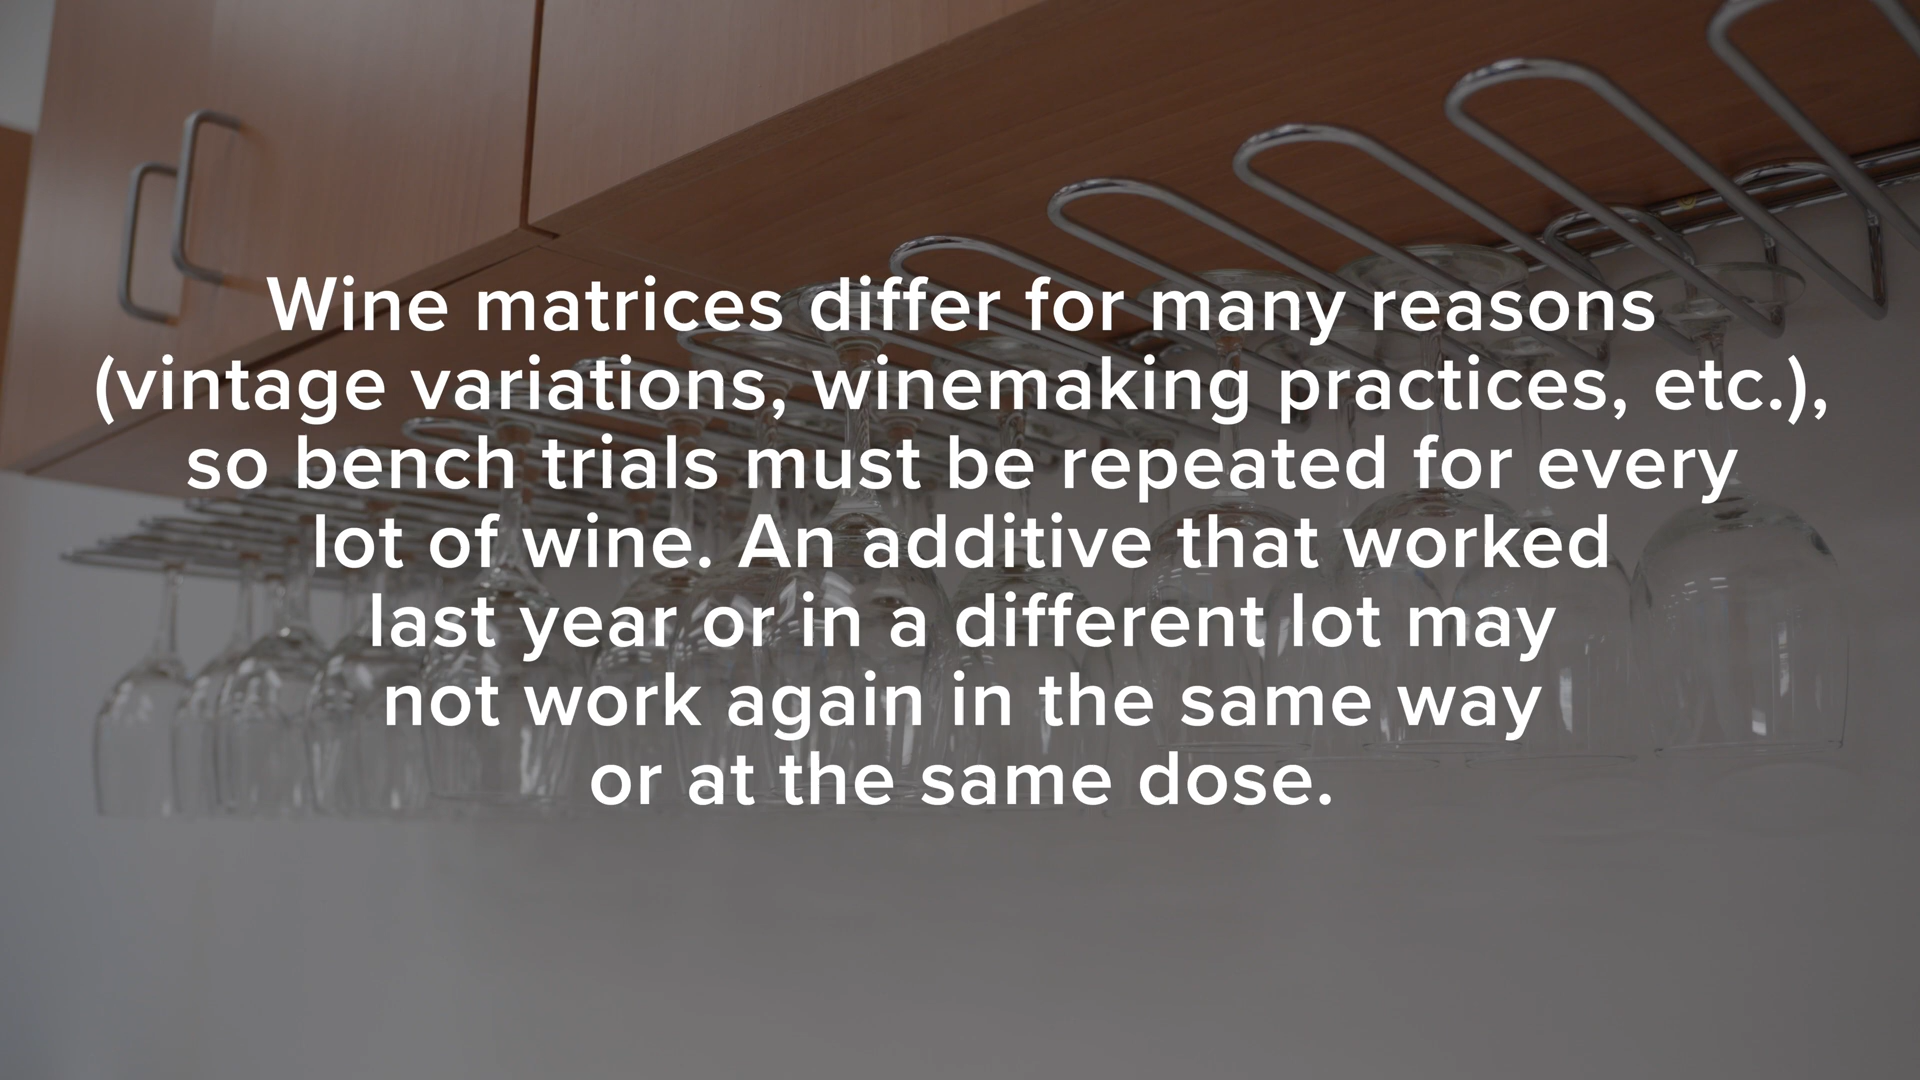 Wine matrices differ for many reasons
(vintage variations, winemaking practices, etc.),
so bench trials must be repeated for every
lot of wine. An additive that worked
last year or in a different lot may
not work again in the same way
or at the same dose.